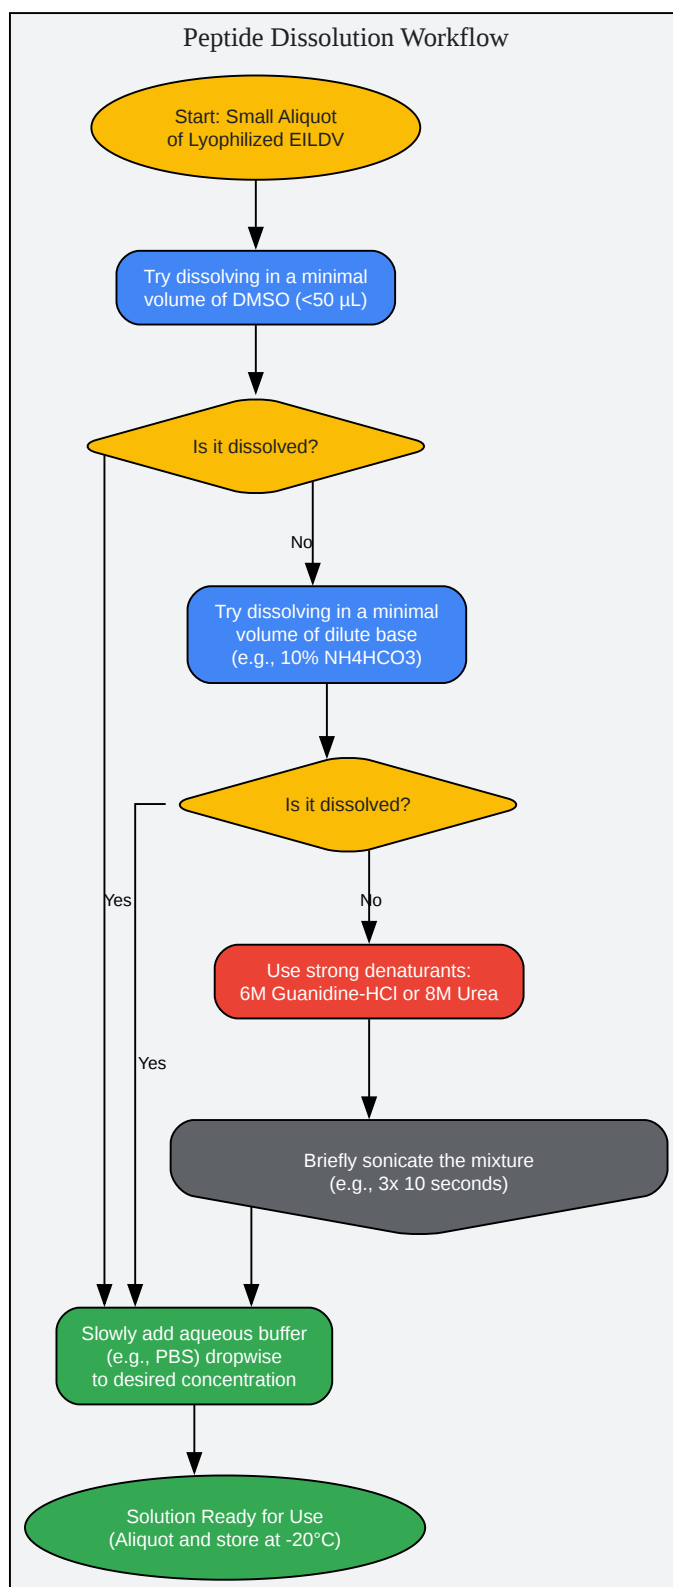 Peptide Dissolution Workflow
Start: Small Aliquot
of Lyophilized EILDV
Try dissolving in a minimal
volume of DMSO (<50 µL)
Is it dissolved?
No
Try dissolving in a minimal
volume of dilute base
(e.g., 10% NH4HCO3)
Is it dissolved?
Yes
No
Use strong denaturants:
6M Guanidine-HCl or 8M Urea
Yes
Briefly sonicate the mixture
(e.g., 3x 10 seconds)
Slowly add aqueous buffer
(e.g., PBS) dropwise
to desired concentration
Solution Ready for Use
(Aliquot and store at -20°C)